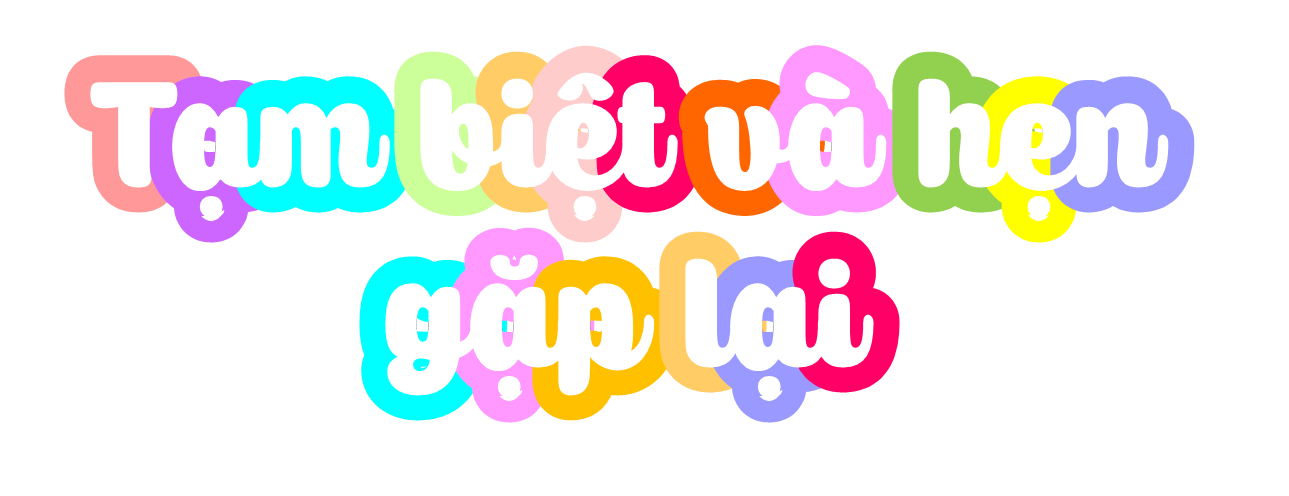 Tạm biệt và hẹn
gặp lại